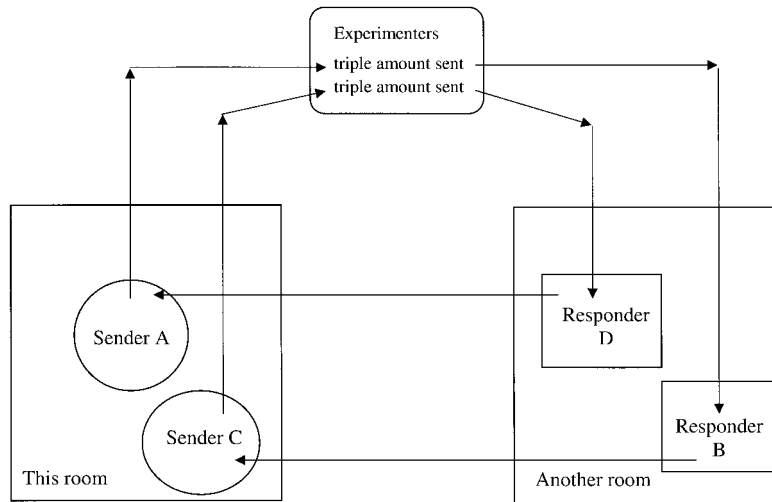 Experimenters
triple amount sent
triple amount sent
Sender A
Sender C
This room
Responder
D
Responder
B
Another room